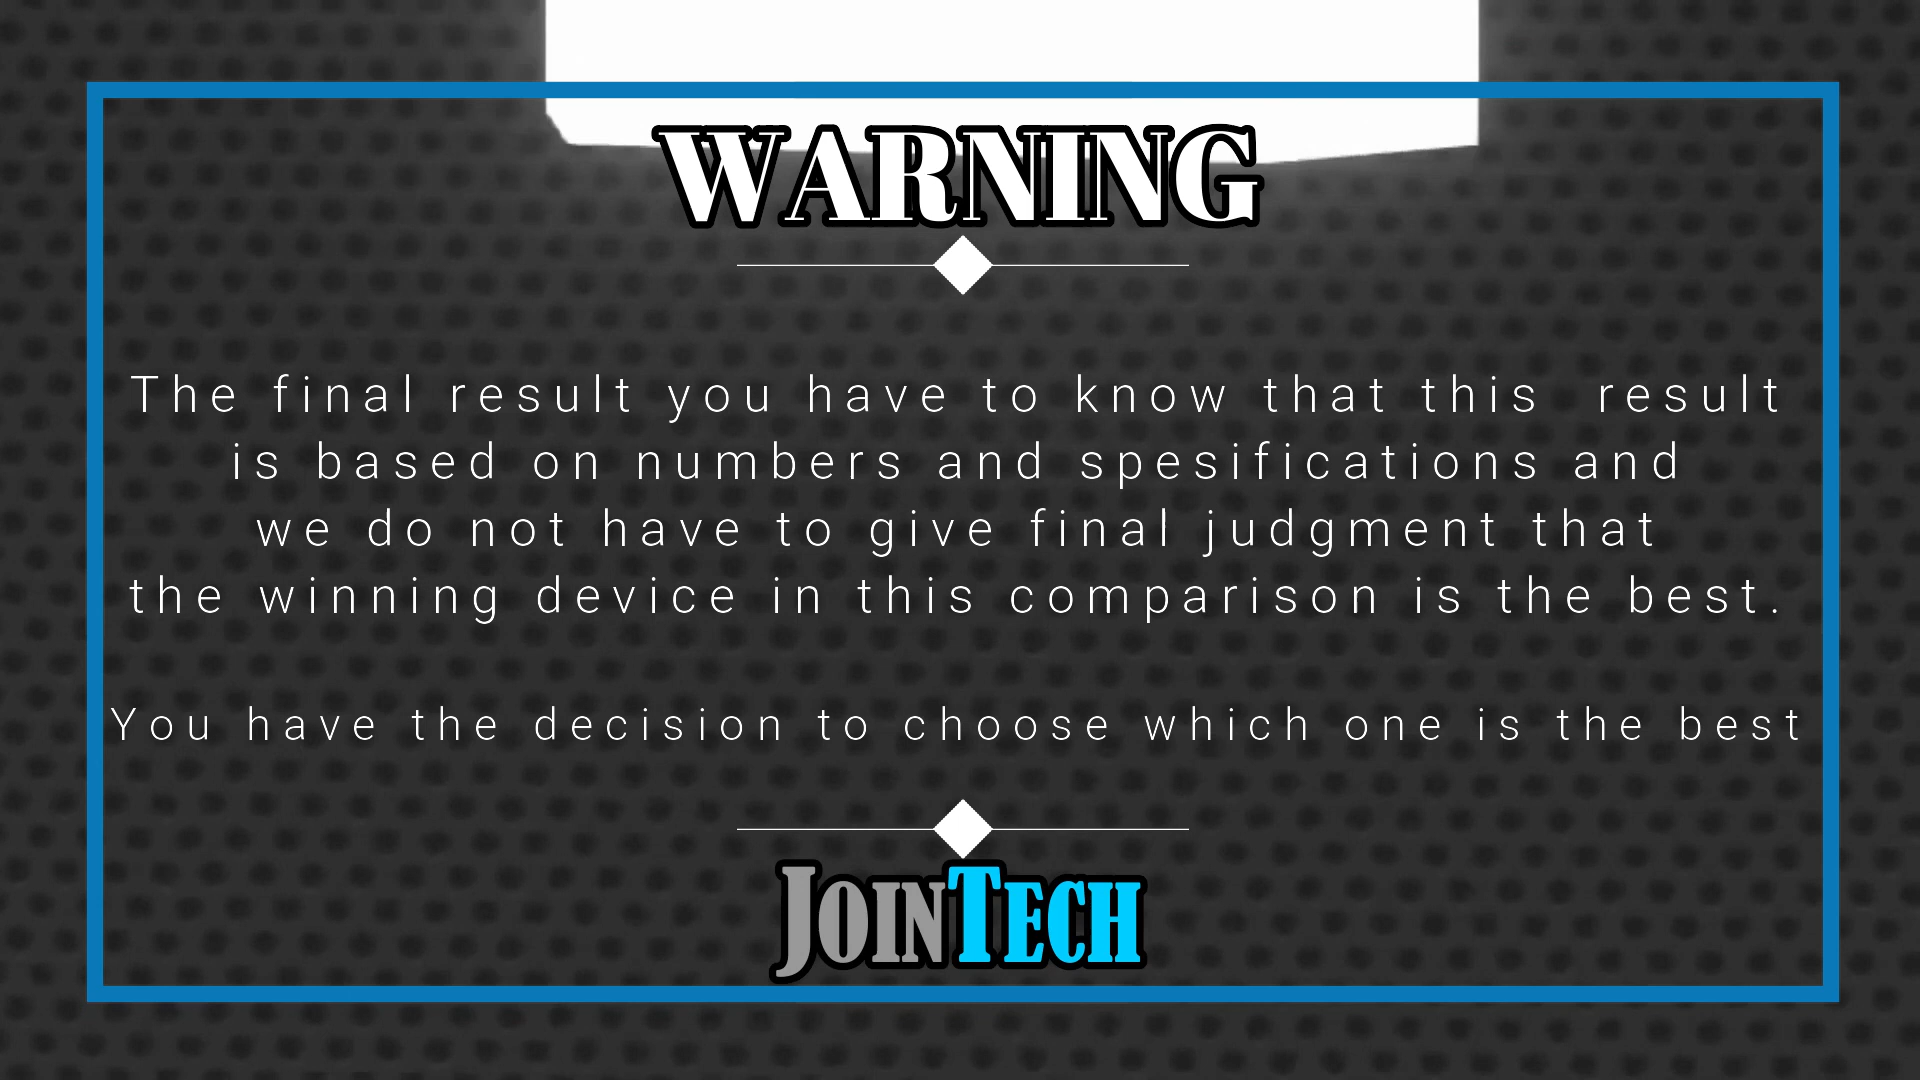 WARNING
The final result you have to know that this result
is based on numbers and spesifications and
we do not have to give final judgment that
the winning device in this comparison is the best.
You have the decision to choose which one is the best
JOINTECH